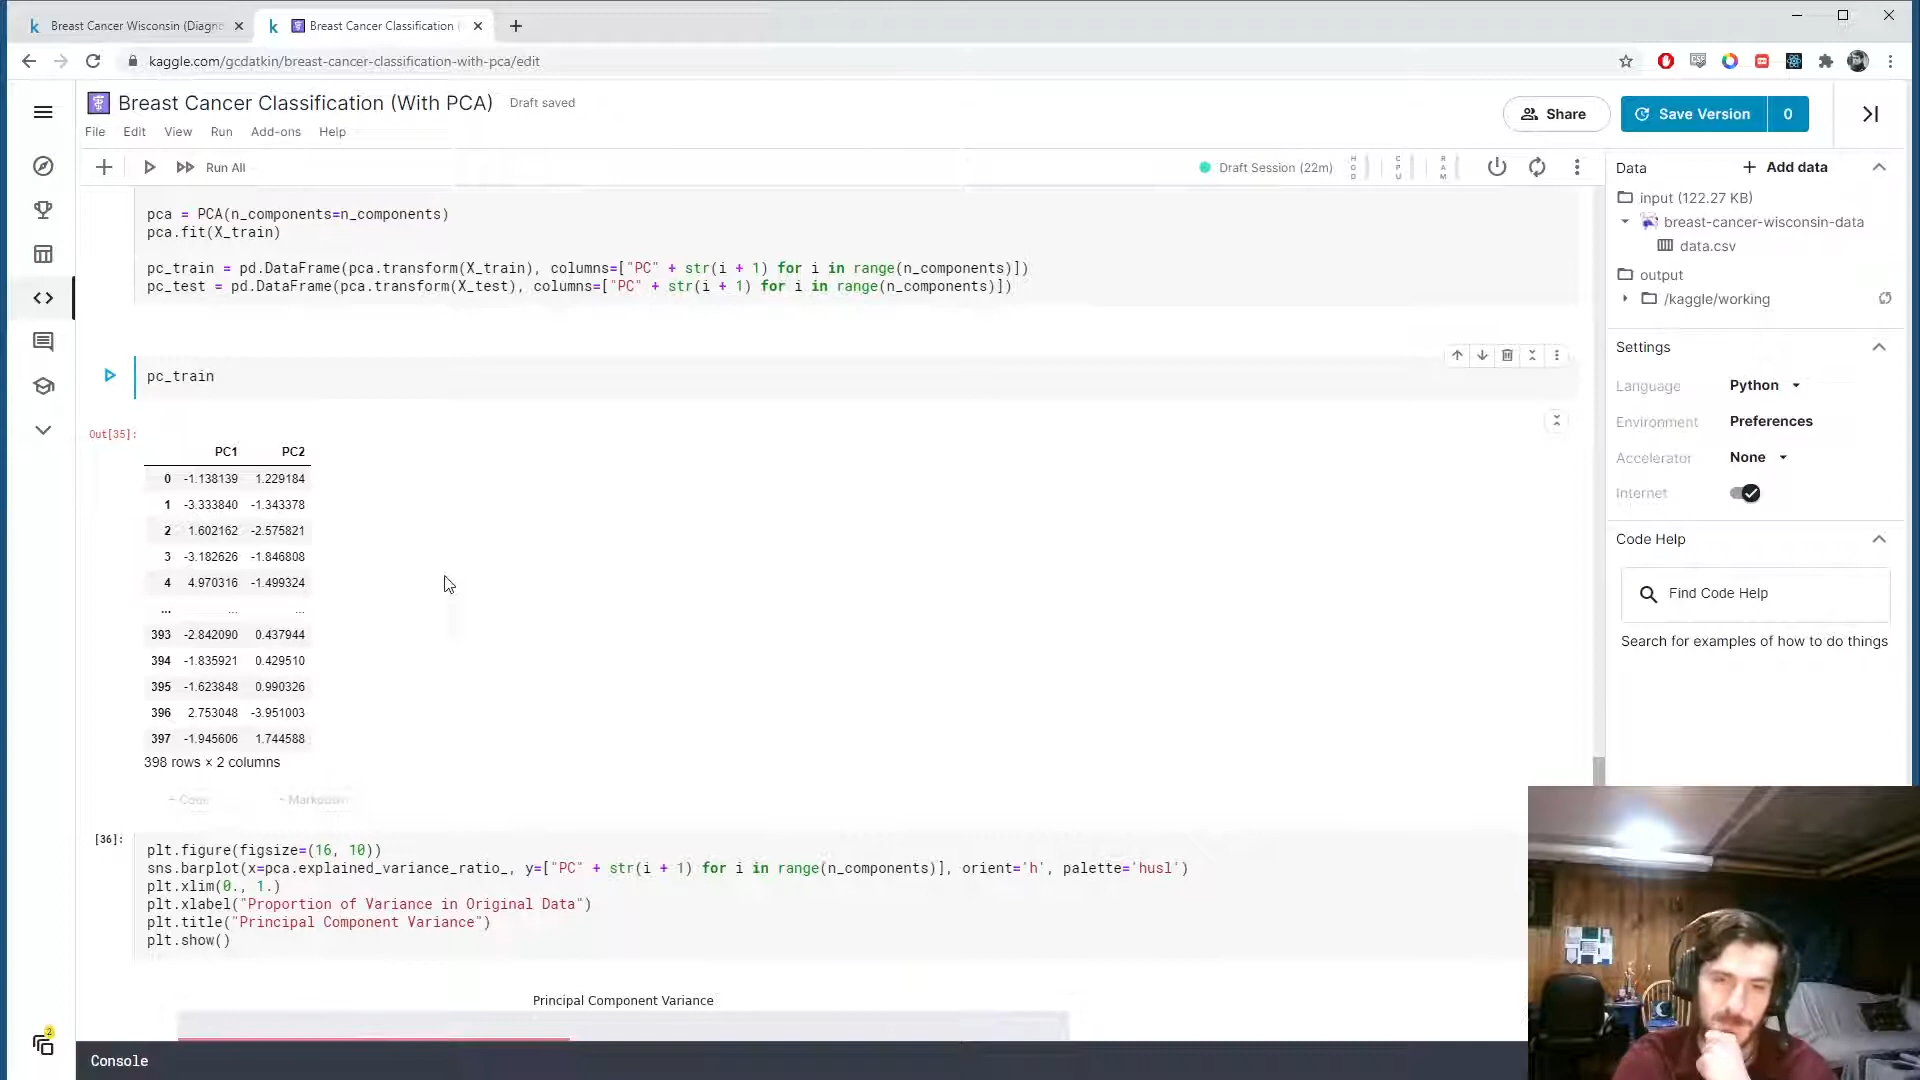 Breast Cancer Wisconsin (Diagno
Breast Cancer Classification (
kaggle.com/gcdatkin/breast-cancer-classification-with-pca/edit
Breast Cancer Classification (With PCA)
Draft saved
File Edit View Run Add-ons Help
Share
Save Version 0
Run All
Draft Session (22m)
HDD
CPU
RAM
pca = PCA(n_components=n_components)
pca.fit(X_train)
pc_train = pd.DataFrame(pca.transform(X_train), columns=["PC" + str(i + 1) for i in range(n_components)])
pc_test = pd.DataFrame(pca.transform(X_test), columns=["PC" + str(i + 1) for i in range(n_components)])
pc_train
Out[35]:
PC1 PC2
0 -1.138139 1.229184
1 -3.333840 -1.343378
2 1.602162 -2.575821
3 -3.182626 -1.846808
4 4.970316 -1.499324
... ... ...
393 -2.842090 0.437944
394 -1.835921 0.429510
395 -1.623848 0.990326
396 2.753048 -3.951003
397 -1.945606 1.744588
398 rows × 2 columns
+ Code
+ Markdown
[36]:
plt.figure(figsize=(16, 10))
sns.barplot(x=pca.explained_variance_ratio_, y=["PC" + str(i + 1) for i in range(n_components)], orient='h', palette='husl')
plt.xlim(0., 1.)
plt.xlabel("Proportion of Variance in Original Data")
plt.title("Principal Component Variance")
plt.show()
Principal Component Variance
Console
2
Data
Add data
input (122.27 KB)
breast-cancer-wisconsin-data
data.csv
output
/kaggle/working
Settings
Language Python
Environment Preferences
Accelerator None
Internet
Code Help
Find Code Help
Search for examples of how to do things